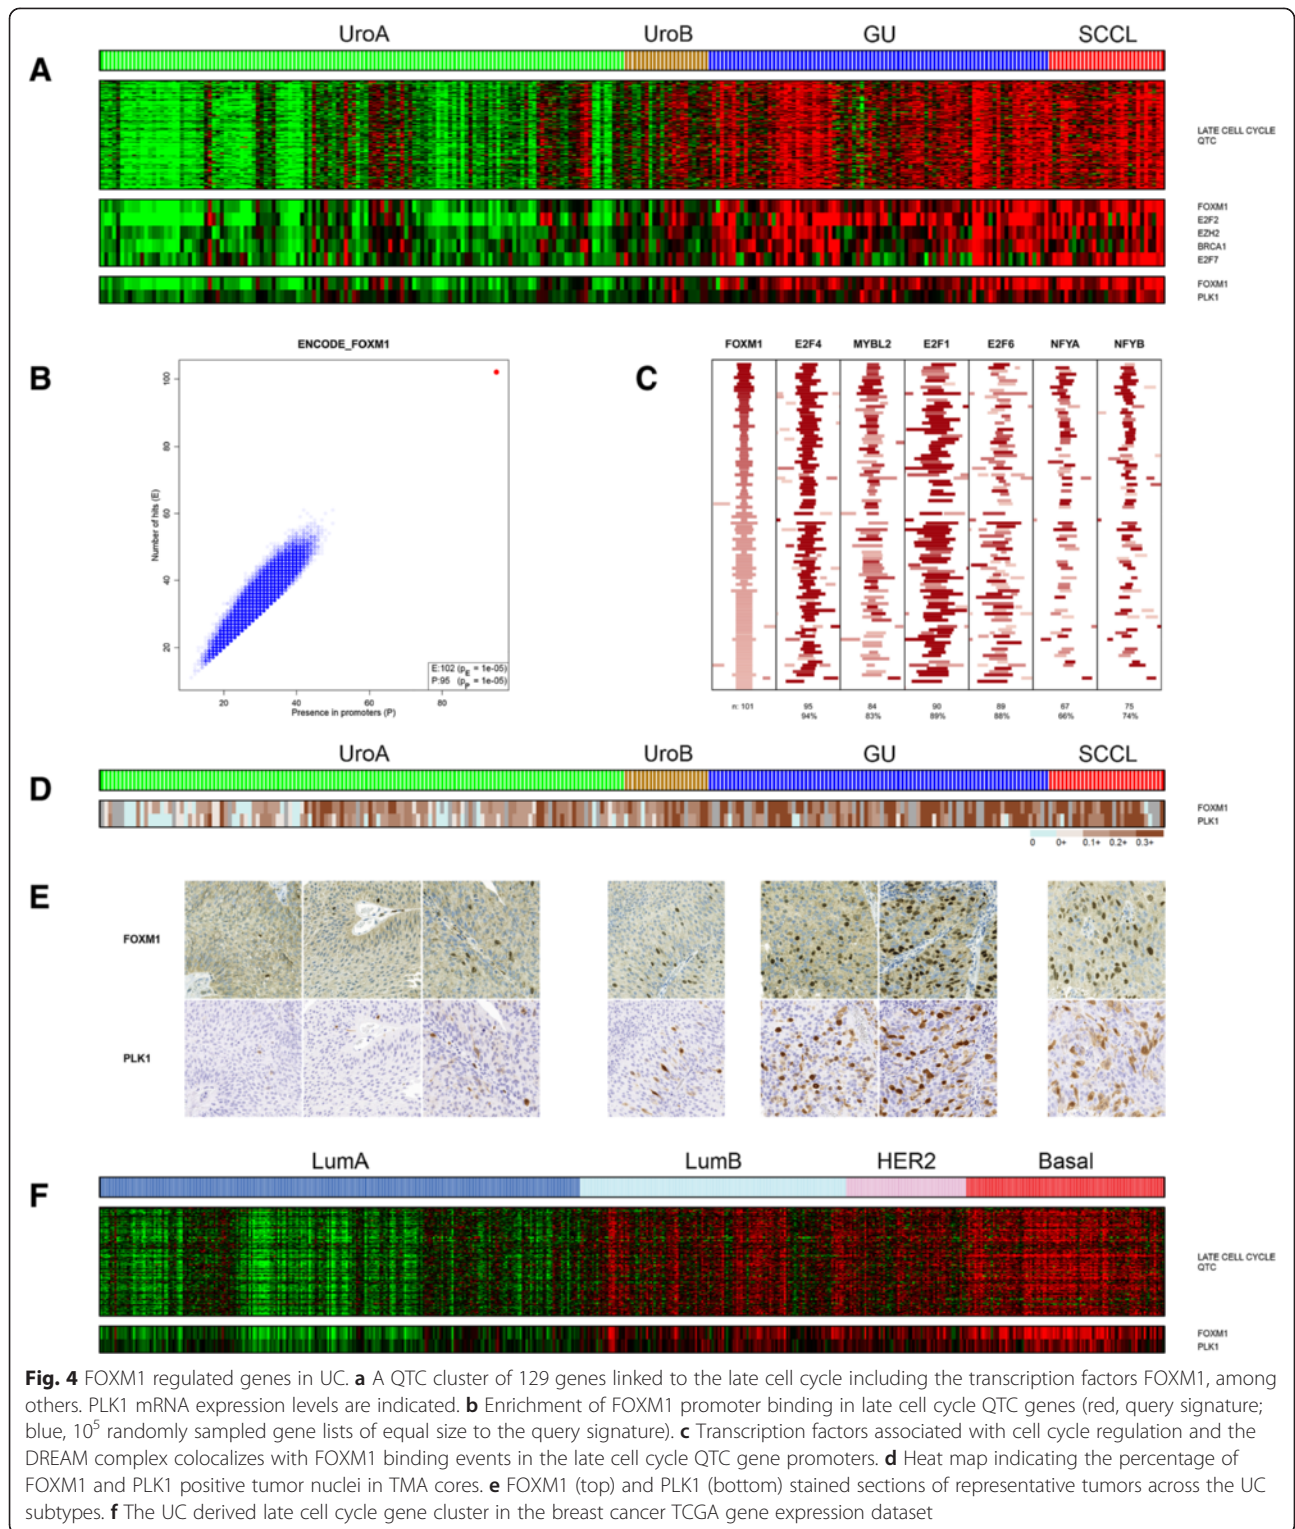 UroA UroB GU SCCL
A
LATE CELL CYCLE
QTC
FOXM1
E2F2
EZH2
BRCA1
E2F7
FOXM1
PLK1
B
ENCODE_FOXM1
Number of hits (E)
100
80
60
40
20
E:102 (pE = 1e-05)
P:95 (pP = 1e-05)
20 40 60 80
Presence in promoters (P)
C
FOXM1 E2F4 MYBL2 E2F1 E2F6 NFYA NFYB
n: 101 95 84 90 89 67 75
94% 83% 89% 88% 66% 74%
UroA UroB GU SCCL
D
FOXM1
PLK1
0 0+ 0.1+ 0.2+ 0.3+
E
FOXM1
PLK1
LumA LumB HER2 Basal
F
LATE CELL CYCLE
QTC
FOXM1
PLK1
Fig. 4 FOXM1 regulated genes in UC. a A QTC cluster of 129 genes linked to the late cell cycle including the transcription factors FOXM1, among
others. PLK1 mRNA expression levels are indicated. b Enrichment of FOXM1 promoter binding in late cell cycle QTC genes (red, query signature;
blue, 10⁵ randomly sampled gene lists of equal size to the query signature). c Transcription factors associated with cell cycle regulation and the
DREAM complex colocalizes with FOXM1 binding events in the late cell cycle QTC gene promoters. d Heat map indicating the percentage of
FOXM1 and PLK1 positive tumor nuclei in TMA cores. e FOXM1 (top) and PLK1 (bottom) stained sections of representative tumors across the UC
subtypes. f The UC derived late cell cycle gene cluster in the breast cancer TCGA gene expression dataset